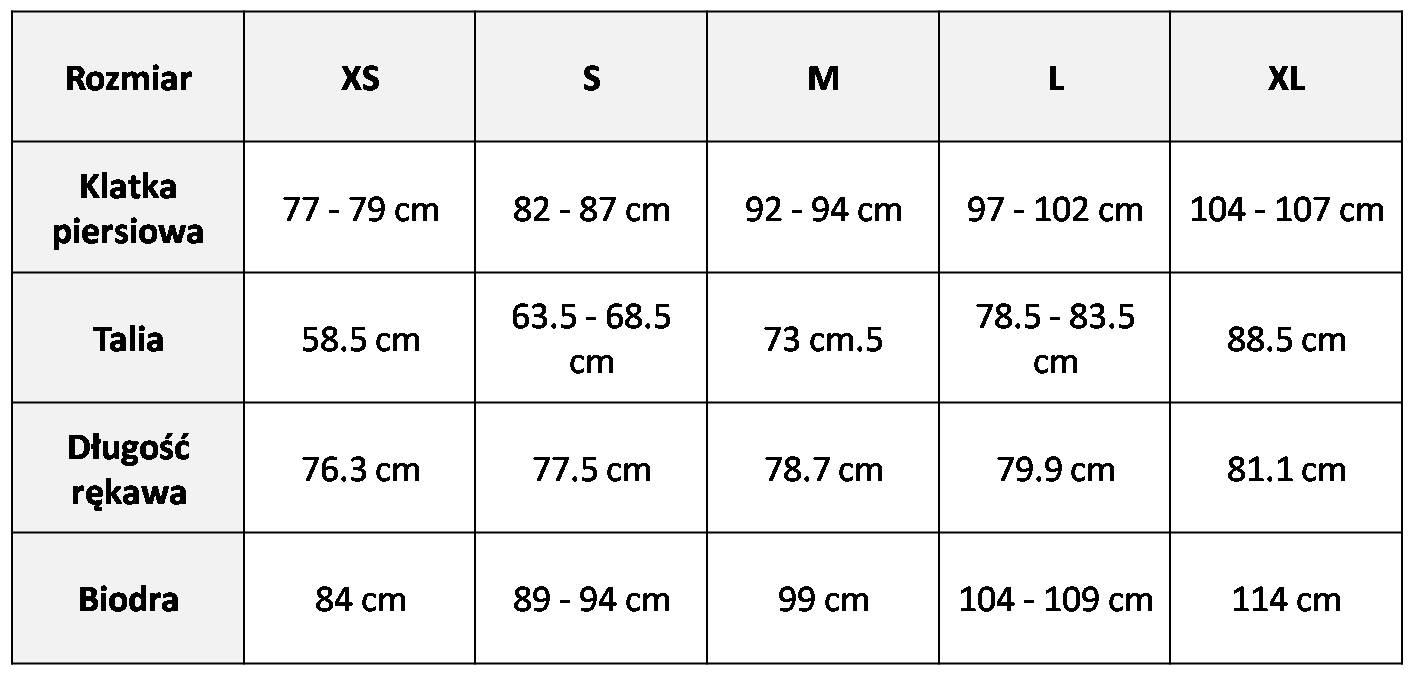 Rozmiar XS S M L XL
Klatka
piersiowa 77 - 79 cm 82 - 87 cm 92 - 94 cm 97 - 102 cm 104 - 107 cm
Talia 58.5 cm 63.5 - 68.5
cm 73 cm.5 78.5 - 83.5
cm 88.5 cm
Długość
rękawa 76.3 cm 77.5 cm 78.7 cm 79.9 cm 81.1 cm
Biodra 84 cm 89 - 94 cm 99 cm 104 - 109 cm 114 cm